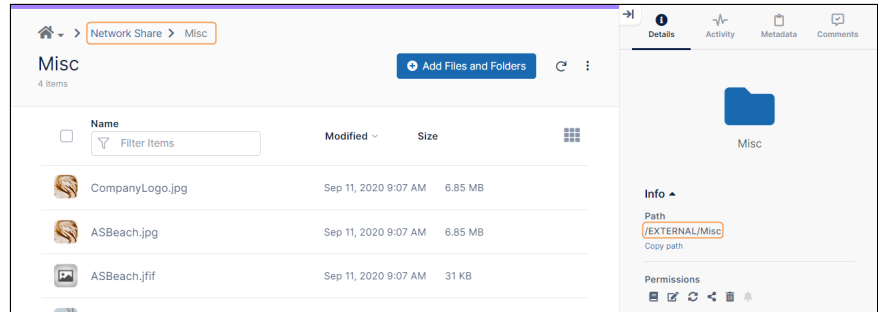 Network Share > Misc
Misc
4 items
Add Files and Folders
Name
Filter Items
Modified
Size
CompanyLogo.jpg Sep 11, 2020 9:07 AM 6.85 MB
ASBeach.jpg Sep 11, 2020 9:07 AM 6.85 MB
ASBeach.jfif Sep 11, 2020 9:07 AM 31 KB
Details Activity Metadata Comments
Misc
Info
Path
/EXTERNAL/Misc
Copy path
Permissions